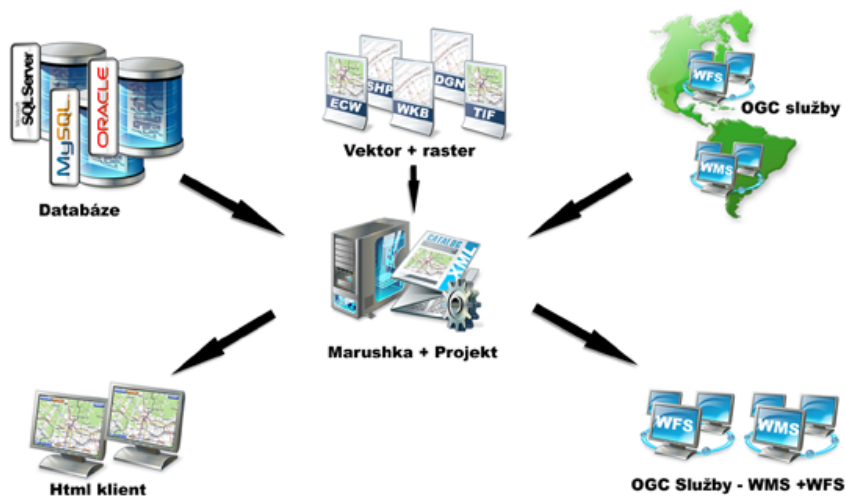 Microsoft
SQL Server
MySQL
ORACLE
Databáze
ECW
SHP
WKB
DGN
TIF
Vektor + raster
WFS
OGC služby
WMS
CATALOG
XML
Marushka + Projekt
Html klient
WFS
WMS
OGC Služby - WMS +WFS